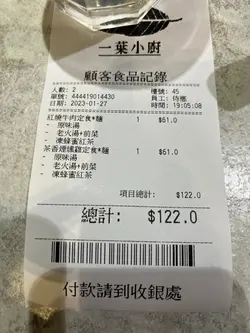 一葉小廚
顧客食品記錄
人數: 2 檯號: 45
單號: 444419014430 員工: 侍應
日期: 2023-01-27 時間: 19:05:08
紅燒牛肉定食*麵 1 $61.0
- 原味湯
- 老火湯+前菜
- 凍蜂蜜紅茶
茶香煙燻雞定食*麵 1 $61.0
- 原味湯
- 老火湯+前菜
- 凍蜂蜜紅茶
項目總計: $122.0
總計: $122.0
付款請到收銀處